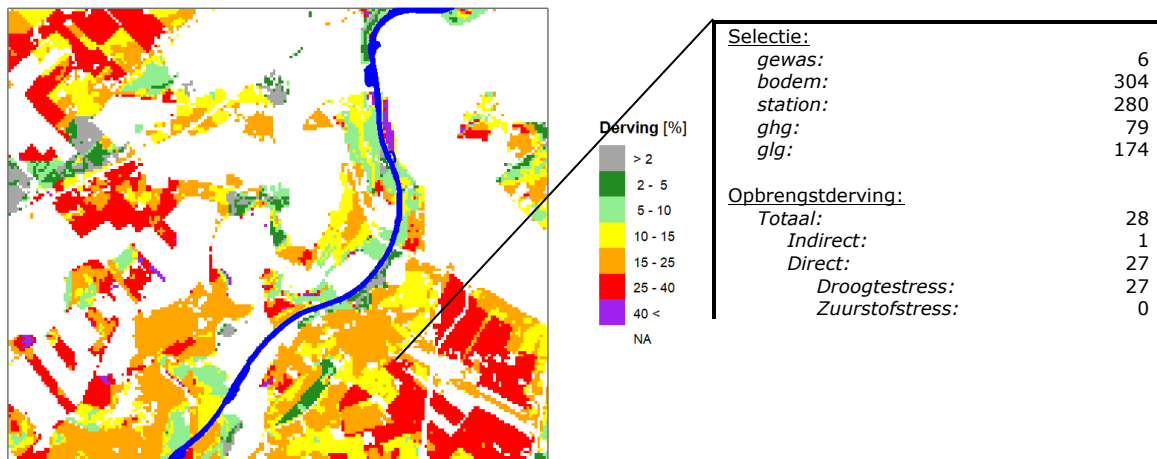 Derving [%]
> 2
2 - 5
5 - 10
10 - 15
15 - 25
25 - 40
40 <
NA
Selectie:
gewas: 6
bodem: 304
station: 280
ghg: 79
glg: 174
Opbrengstderving:
Totaal: 28
Indirect: 1
Direct: 27
Droogtestress: 27
Zuurstofstress: 0